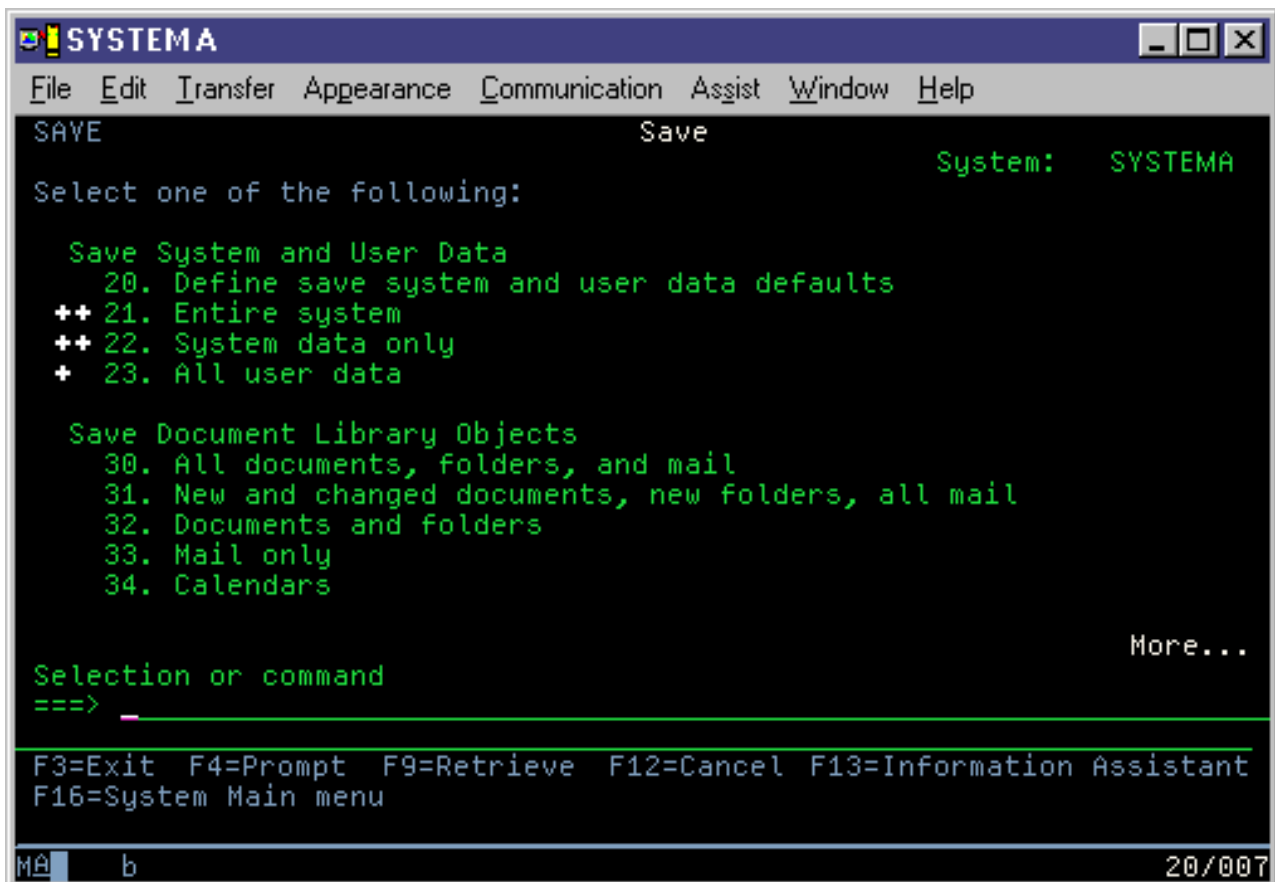 SYSTEMA
File Edit Transfer Appearance Communication Assist Window Help
SAVE Save
System: SYSTEMA
Select one of the following:
Save System and User Data
20. Define save system and user data defaults
++ 21. Entire system
++ 22. System data only
+ 23. All user data
Save Document Library Objects
30. All documents, folders, and mail
31. New and changed documents, new folders, all mail
32. Documents and folders
33. Mail only
34. Calendars
More...
Selection or command
===> _
F3=Exit F4=Prompt F9=Retrieve F12=Cancel F13=Information Assistant
F16=System Main menu
MA b 20/007